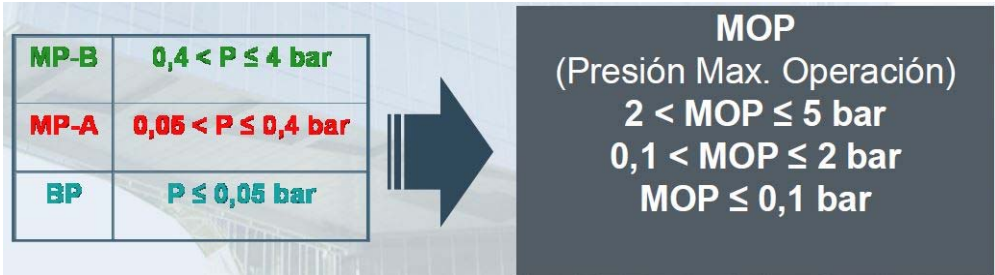 MP-B 0,4 < P ≤ 4 bar
MP-A 0,05 < P ≤ 0,4 bar
BP P ≤ 0,05 bar
MOP
(Presión Max. Operación)
2 < MOP ≤ 5 bar
0,1 < MOP ≤ 2 bar
MOP ≤ 0,1 bar